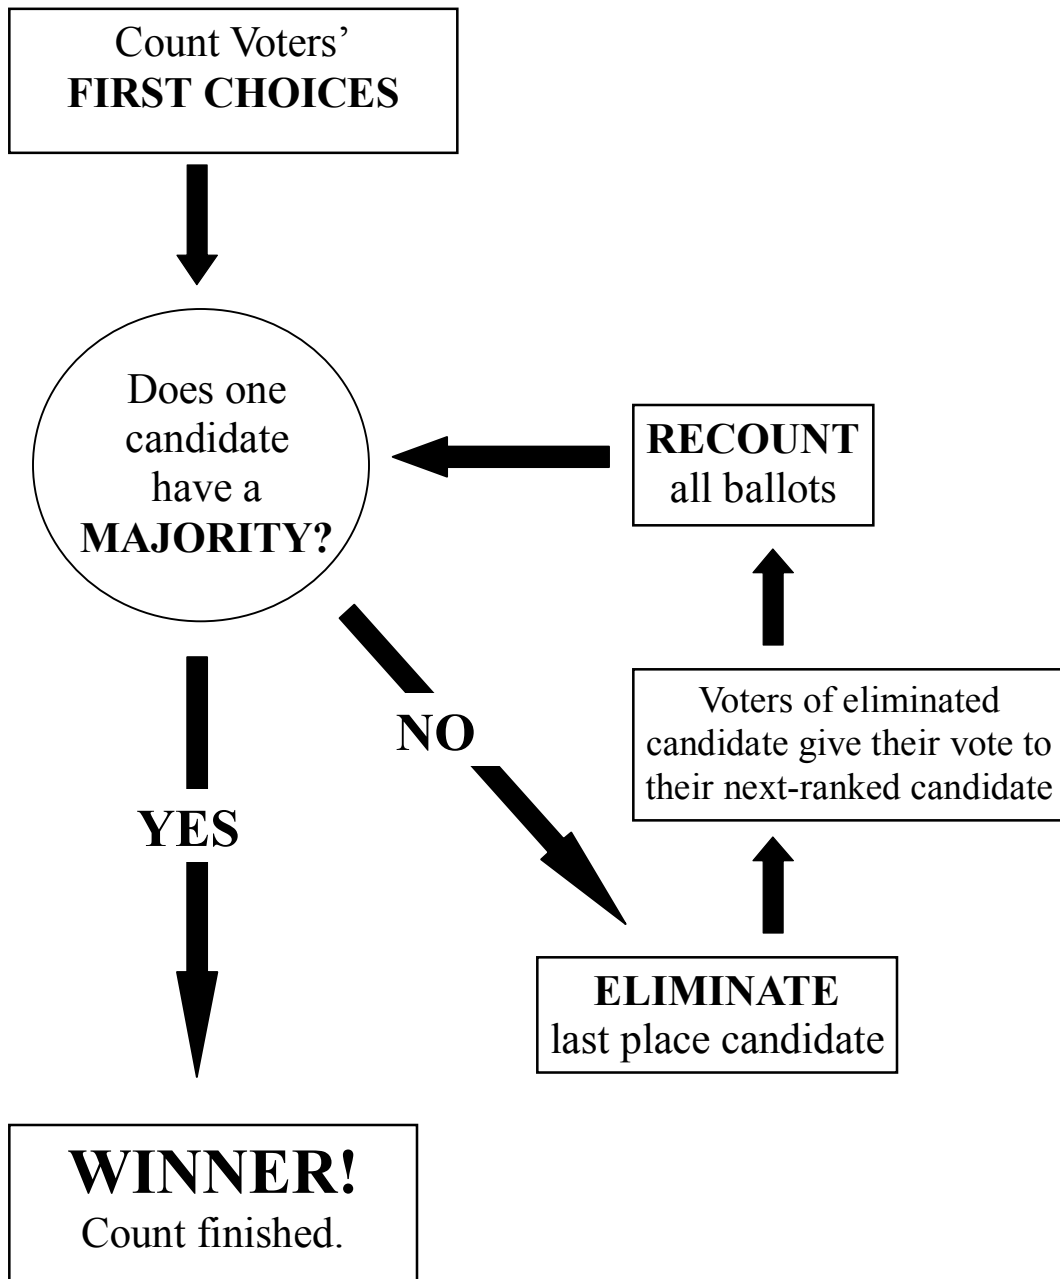 Count Voters’
FIRST CHOICES
Does one
candidate
have a
MAJORITY?
YES
NO
ELIMINATE
last place candidate
Voters of eliminated
candidate give their vote to
their next-ranked candidate
RECOUNT
all ballots
WINNER!
Count finished.